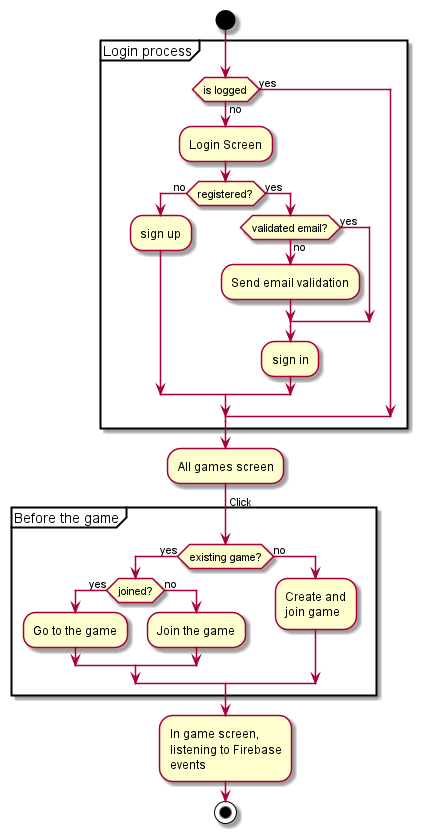 Login process
is logged
yes
no
Login Screen
no
registered?
yes
sign up
validated email?
yes
no
Send email validation
sign in
All games screen
Click
Before the game
yes
existing game?
no
yes
joined?
no
Create and
join game
Go to the game
Join the game
In game screen,
listening to Firebase
events